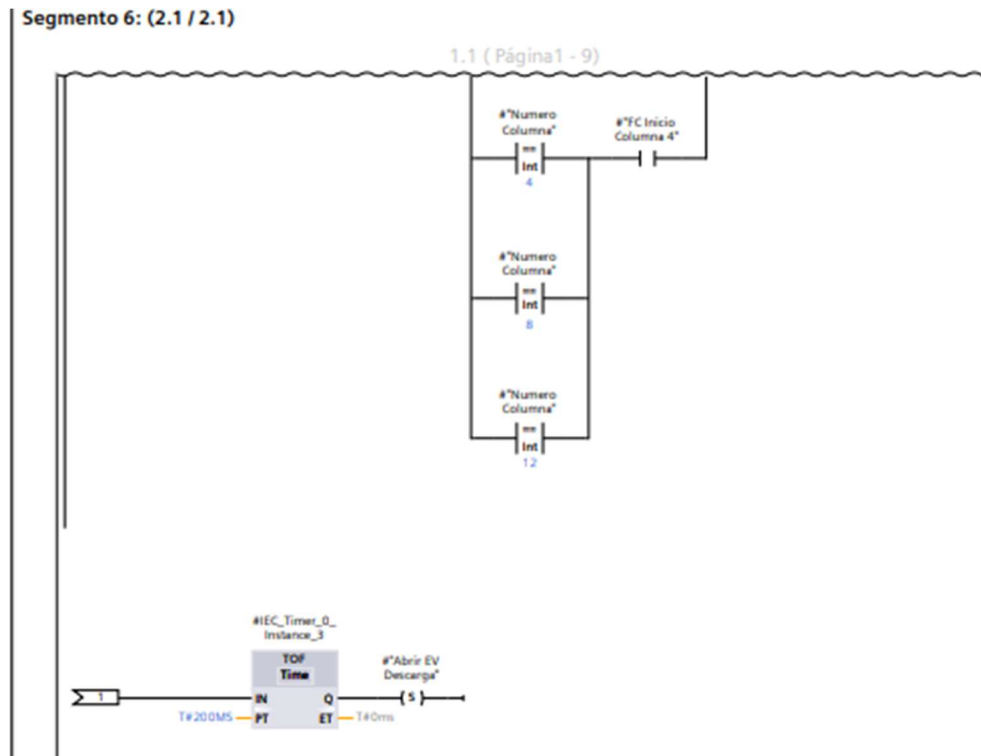 Segmento 6: (2.1 / 2.1)
1.1 ( Página1 - 9)
#"Numero
Columna"
==
Int
4
#"FC Inicio
Columna 4"
#"Numero
Columna"
==
Int
8
#"Numero
Columna"
==
Int
12
#IEC_Timer_0_
Instance_3
TOF
Time
#"Abrir EV
Descarga"
1
IN
Q
S
T#200MS
PT
ET
T#0ms